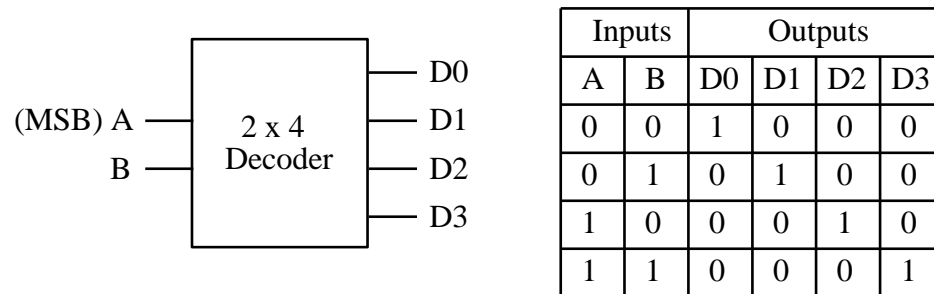 (MSB) A
B
2 x 4
Decoder
D0
D1
D2
D3
Inputs Outputs
A B D0 D1 D2 D3
0 0 1 0 0 0
0 1 0 1 0 0
1 0 0 0 1 0
1 1 0 0 0 1